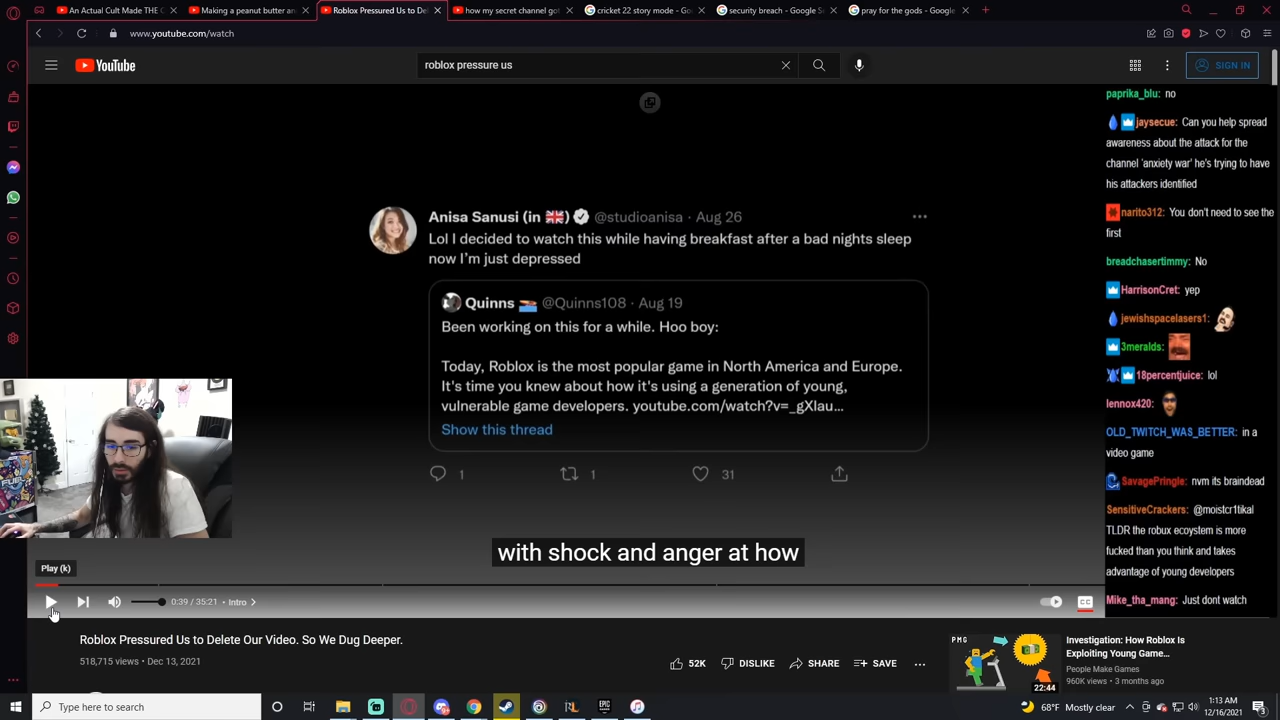 An Actual Cult Made THE C
Making a peanut butter an
Roblox Pressured Us to De
how my secret channel got
cricket 22 story mode - Go
security breach - Google S
pray for the gods - Google
www.youtube.com/watch
YouTube
roblox pressure us
SIGN IN
paprika_blu: no
jaysecue: Can you help spread
awareness about the attack for the
channel 'anxiety war' he's trying to have
his attackers identified
narito312: You don't need to see the
first
breadchasertimmy: No
HarrisonCret: yep
jewishspacelasers1:
3meralds:
18percentjuice: lol
lennox420:
OLD_TWITCH_WAS_BETTER: in a
video game
SavagePringle: nvm its braindead
SensitiveCrackers: @moistcr1tikal
TLDR the robux ecosystem is more
fucked than you think and takes
advantage of young developers
Mike_tha_mang: Just dont watch
Anisa Sanusi (in 🇬🇧) @studioanisa · Aug 26
Lol I decided to watch this while having breakfast after a bad nights sleep
now I'm just depressed
Quinns @Quinns108 · Aug 19
Been working on this for a while. Hoo boy:
Today, Roblox is the most popular game in North America and Europe.
It's time you knew about how it's using a generation of young,
vulnerable game developers. youtube.com/watch?v=_gXlau...
Show this thread
1
1
31
with shock and anger at how
Play (k)
0:39 / 35:21 • Intro
CC
Roblox Pressured Us to Delete Our Video. So We Dug Deeper.
518,715 views • Dec 13, 2021
52K
DISLIKE
SHARE
SAVE
PMG
22:44
Investigation: How Roblox Is
Exploiting Young Game...
People Make Games
960K views • 3 months ago
Type here to search
EPIC
68°F Mostly clear
1:13 AM
12/16/2021
3